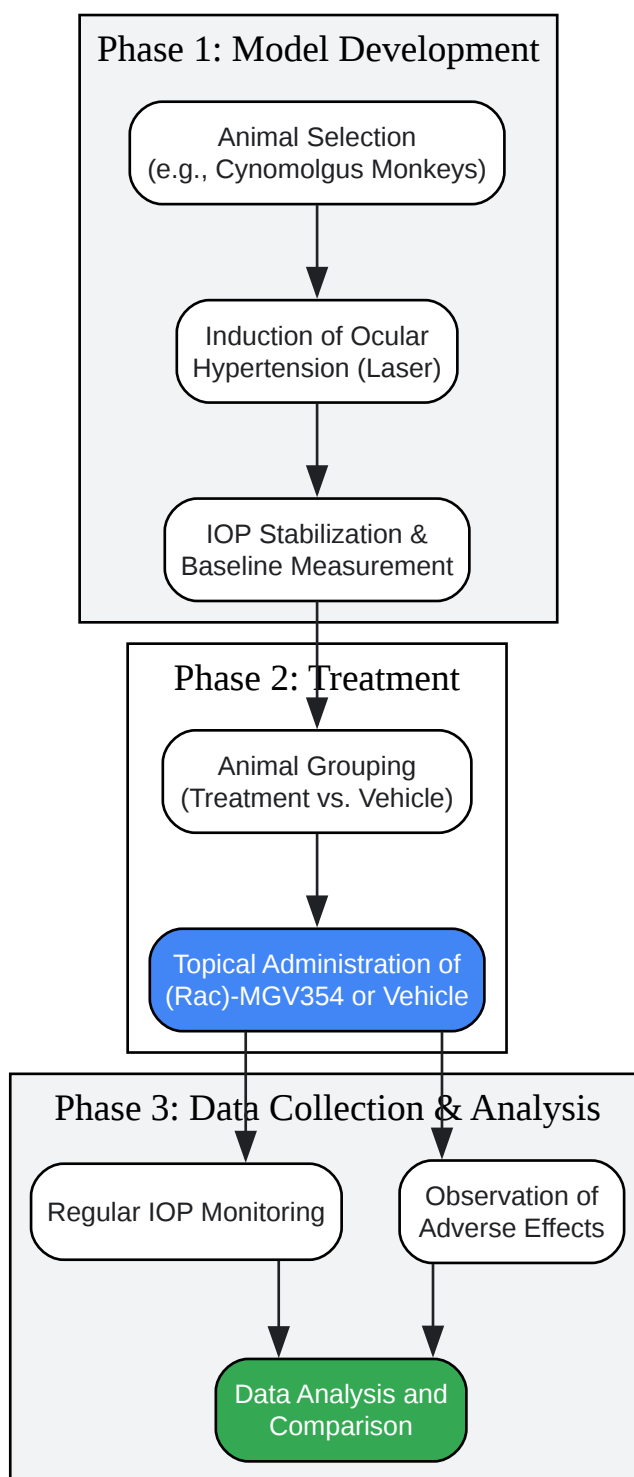 Phase 1: Model Development
Animal Selection
(e.g., Cynomolgus Monkeys)
Induction of Ocular
Hypertension (Laser)
IOP Stabilization &
Baseline Measurement
Phase 2: Treatment
Animal Grouping
(Treatment vs. Vehicle)
Topical Administration of
(Rac)-MGV354 or Vehicle
Phase 3: Data Collection & Analysis
Regular IOP Monitoring
Observation of
Adverse Effects
Data Analysis and
Comparison